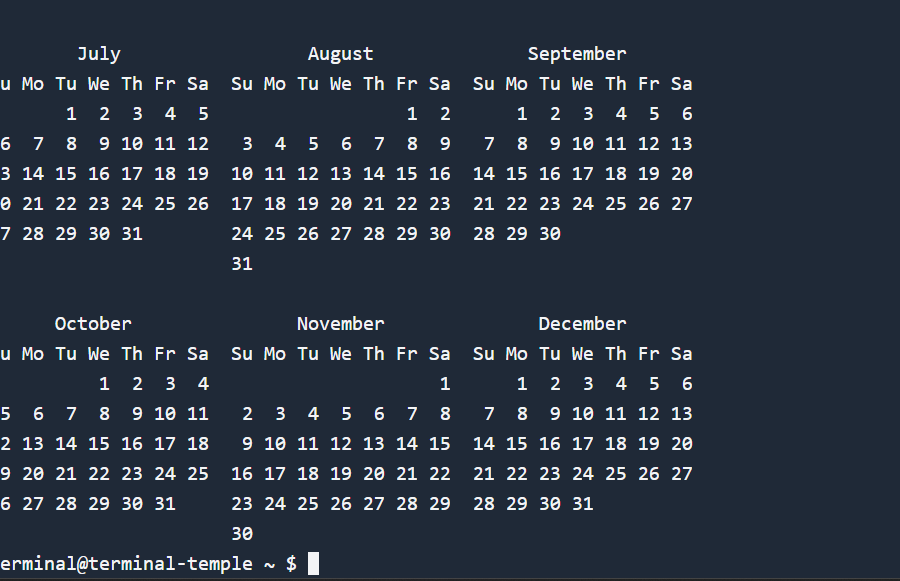 July                 August              September
u Mo Tu We Th Fr Sa  Su Mo Tu We Th Fr Sa  Su Mo Tu We Th Fr Sa
      1  2  3  4  5                  1  2      1  2  3  4  5  6
6  7  8  9 10 11 12   3  4  5  6  7  8  9   7  8  9 10 11 12 13
3 14 15 16 17 18 19  10 11 12 13 14 15 16  14 15 16 17 18 19 20
0 21 22 23 24 25 26  17 18 19 20 21 22 23  21 22 23 24 25 26 27
7 28 29 30 31        24 25 26 27 28 29 30  28 29 30
                     31
     October               November              December
u Mo Tu We Th Fr Sa  Su Mo Tu We Th Fr Sa  Su Mo Tu We Th Fr Sa
         1  2  3  4                     1      1  2  3  4  5  6
5  6  7  8  9 10 11   2  3  4  5  6  7  8   7  8  9 10 11 12 13
2 13 14 15 16 17 18   9 10 11 12 13 14 15  14 15 16 17 18 19 20
9 20 21 22 23 24 25  16 17 18 19 20 21 22  21 22 23 24 25 26 27
6 27 28 29 30 31     23 24 25 26 27 28 29  28 29 30 31
                     30
erminal@terminal-temple ~ $